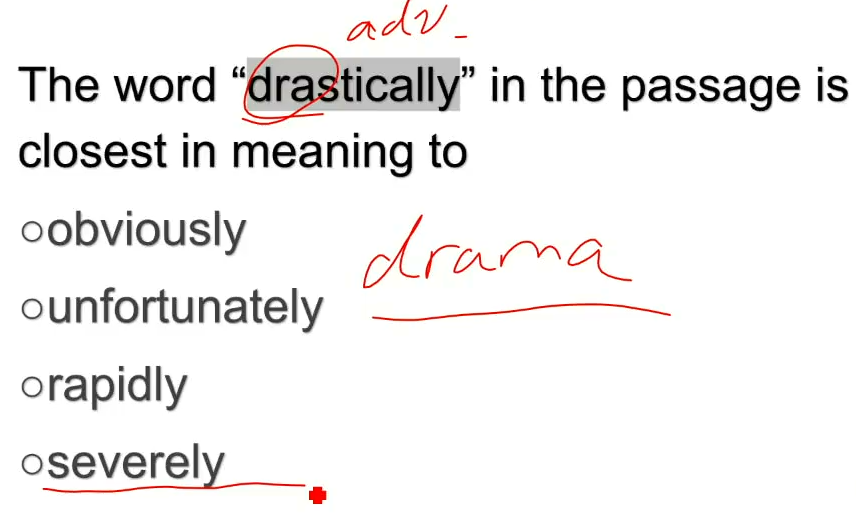 adv.
The word “drastically” in the passage is
closest in meaning to
○obviously
drama
○unfortunately
○rapidly
○severely